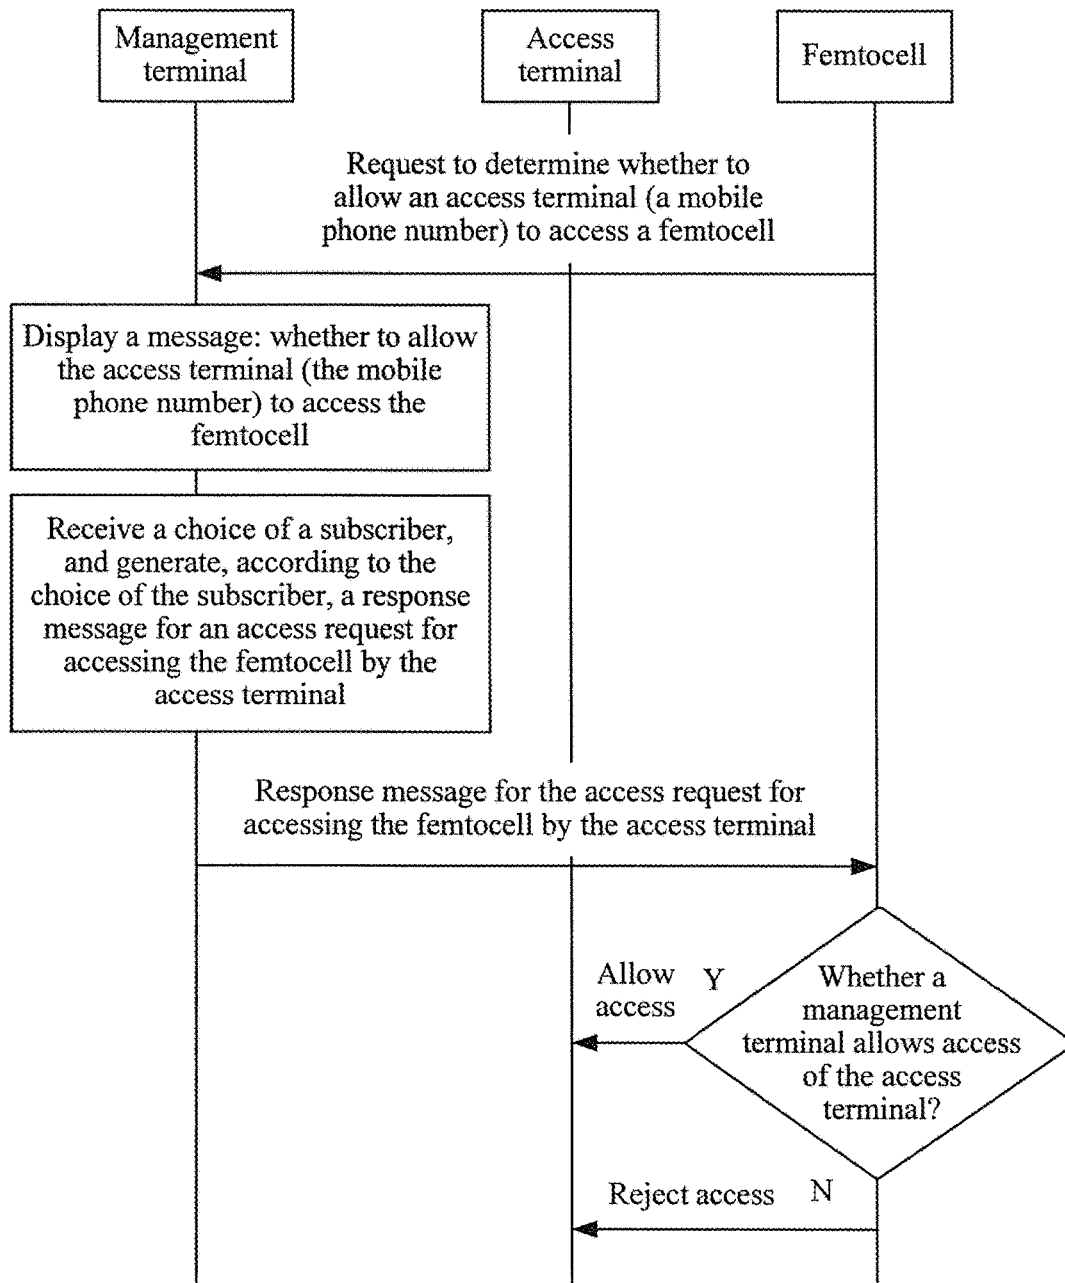 Management
terminal
Access
terminal
Femtocell
Request to determine whether to
allow an access terminal (a mobile
phone number) to access a femtocell
Display a message: whether to allow
the access terminal (the mobile
phone number) to access the
femtocell
Receive a choice of a subscriber,
and generate, according to the
choice of the subscriber, a response
message for an access request for
accessing the femtocell by the
access terminal
Response message for the access request for
accessing the femtocell by the access terminal
Allow
access
Y
Whether a
management
terminal allows access
of the access
terminal?
Reject access
N